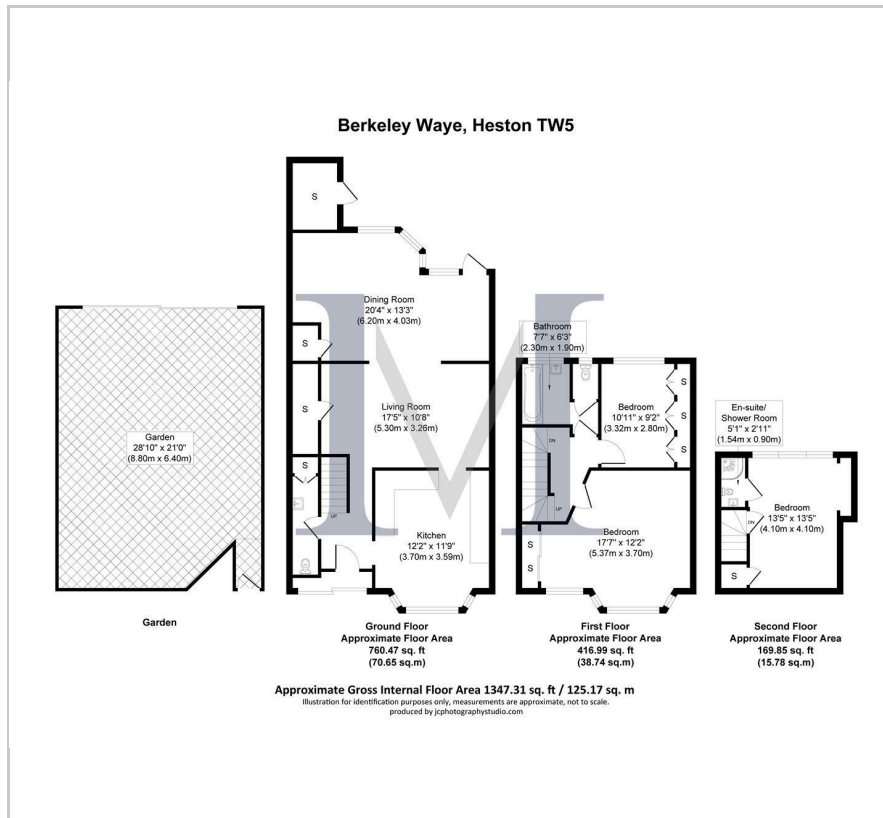 Berkeley Waye, Heston TW5
S
Dining Room
20'4" x 13'3"
(6.20m x 4.03m)
S
Living Room
17'5" x 10'8"
(5.30m x 3.26m)
S
S
UP
Kitchen
12'2" x 11'9"
(3.70m x 3.59m)
Garden
28'10" x 21'0"
(8.80m x 6.40m)
Bathroom
7'7" x 6'3"
(2.30m x 1.90m)
Bedroom
10'11" x 9'2"
(3.32m x 2.80m)
S
S
S
DN
UP
Bedroom
17'7" x 12'2"
(5.37m x 3.70m)
S
S
En-suite/
Shower Room
5'1" x 2'11"
(1.54m x 0.90m)
Bedroom
13'5" x 13'5"
(4.10m x 4.10m)
DN
S
Garden
Ground Floor
Approximate Floor Area
760.47 sq. ft
(70.65 sq.m)
First Floor
Approximate Floor Area
416.99 sq. ft
(38.74 sq.m)
Second Floor
Approximate Floor Area
169.85 sq. ft
(15.78 sq.m)
Approximate Gross Internal Floor Area 1347.31 sq. ft / 125.17 sq. m
Illustration for identification purposes only, measurements are approximate, not to scale.
produced by jcphotographystudio.com
IMI